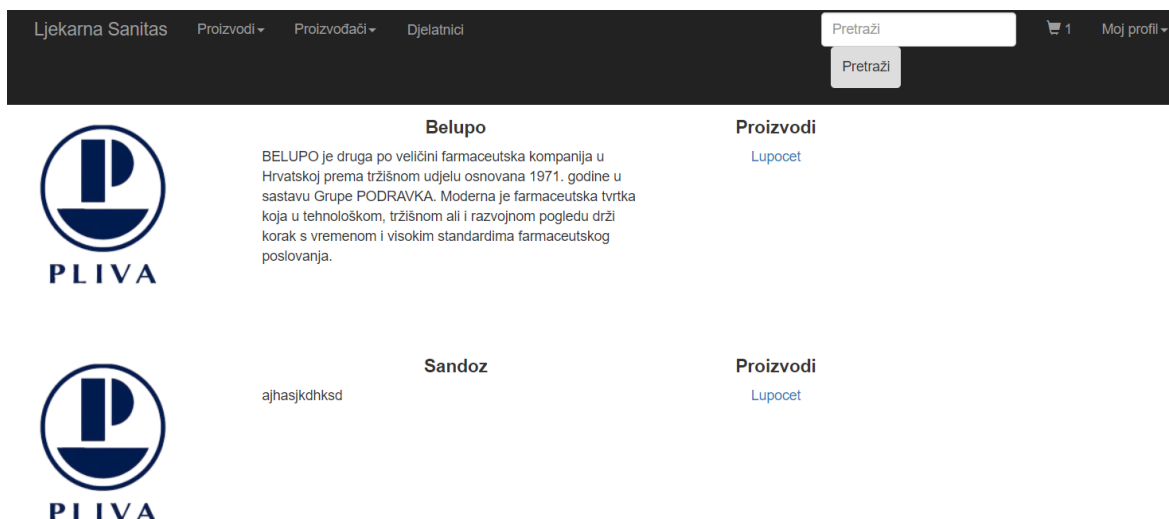 Ljekarna Sanitas Proizvodi Proizvođači Djelatnici Pretraži 1 Moj profil
Pretraži
PLIVA
Belupo
BELUPO je druga po veličini farmaceutska kompanija u
Hrvatskoj prema tržišnom udjelu osnovana 1971. godine u
sastavu Grupe PODRAVKA. Moderna je farmaceutska tvrtka
koja u tehnološkom, tržišnom ali i razvojnom pogledu drži
korak s vremenom i visokim standardima farmaceutskog
poslovanja.
Proizvodi
Lupocet
PLIVA
Sandoz
ajhasjkdhksd
Proizvodi
Lupocet